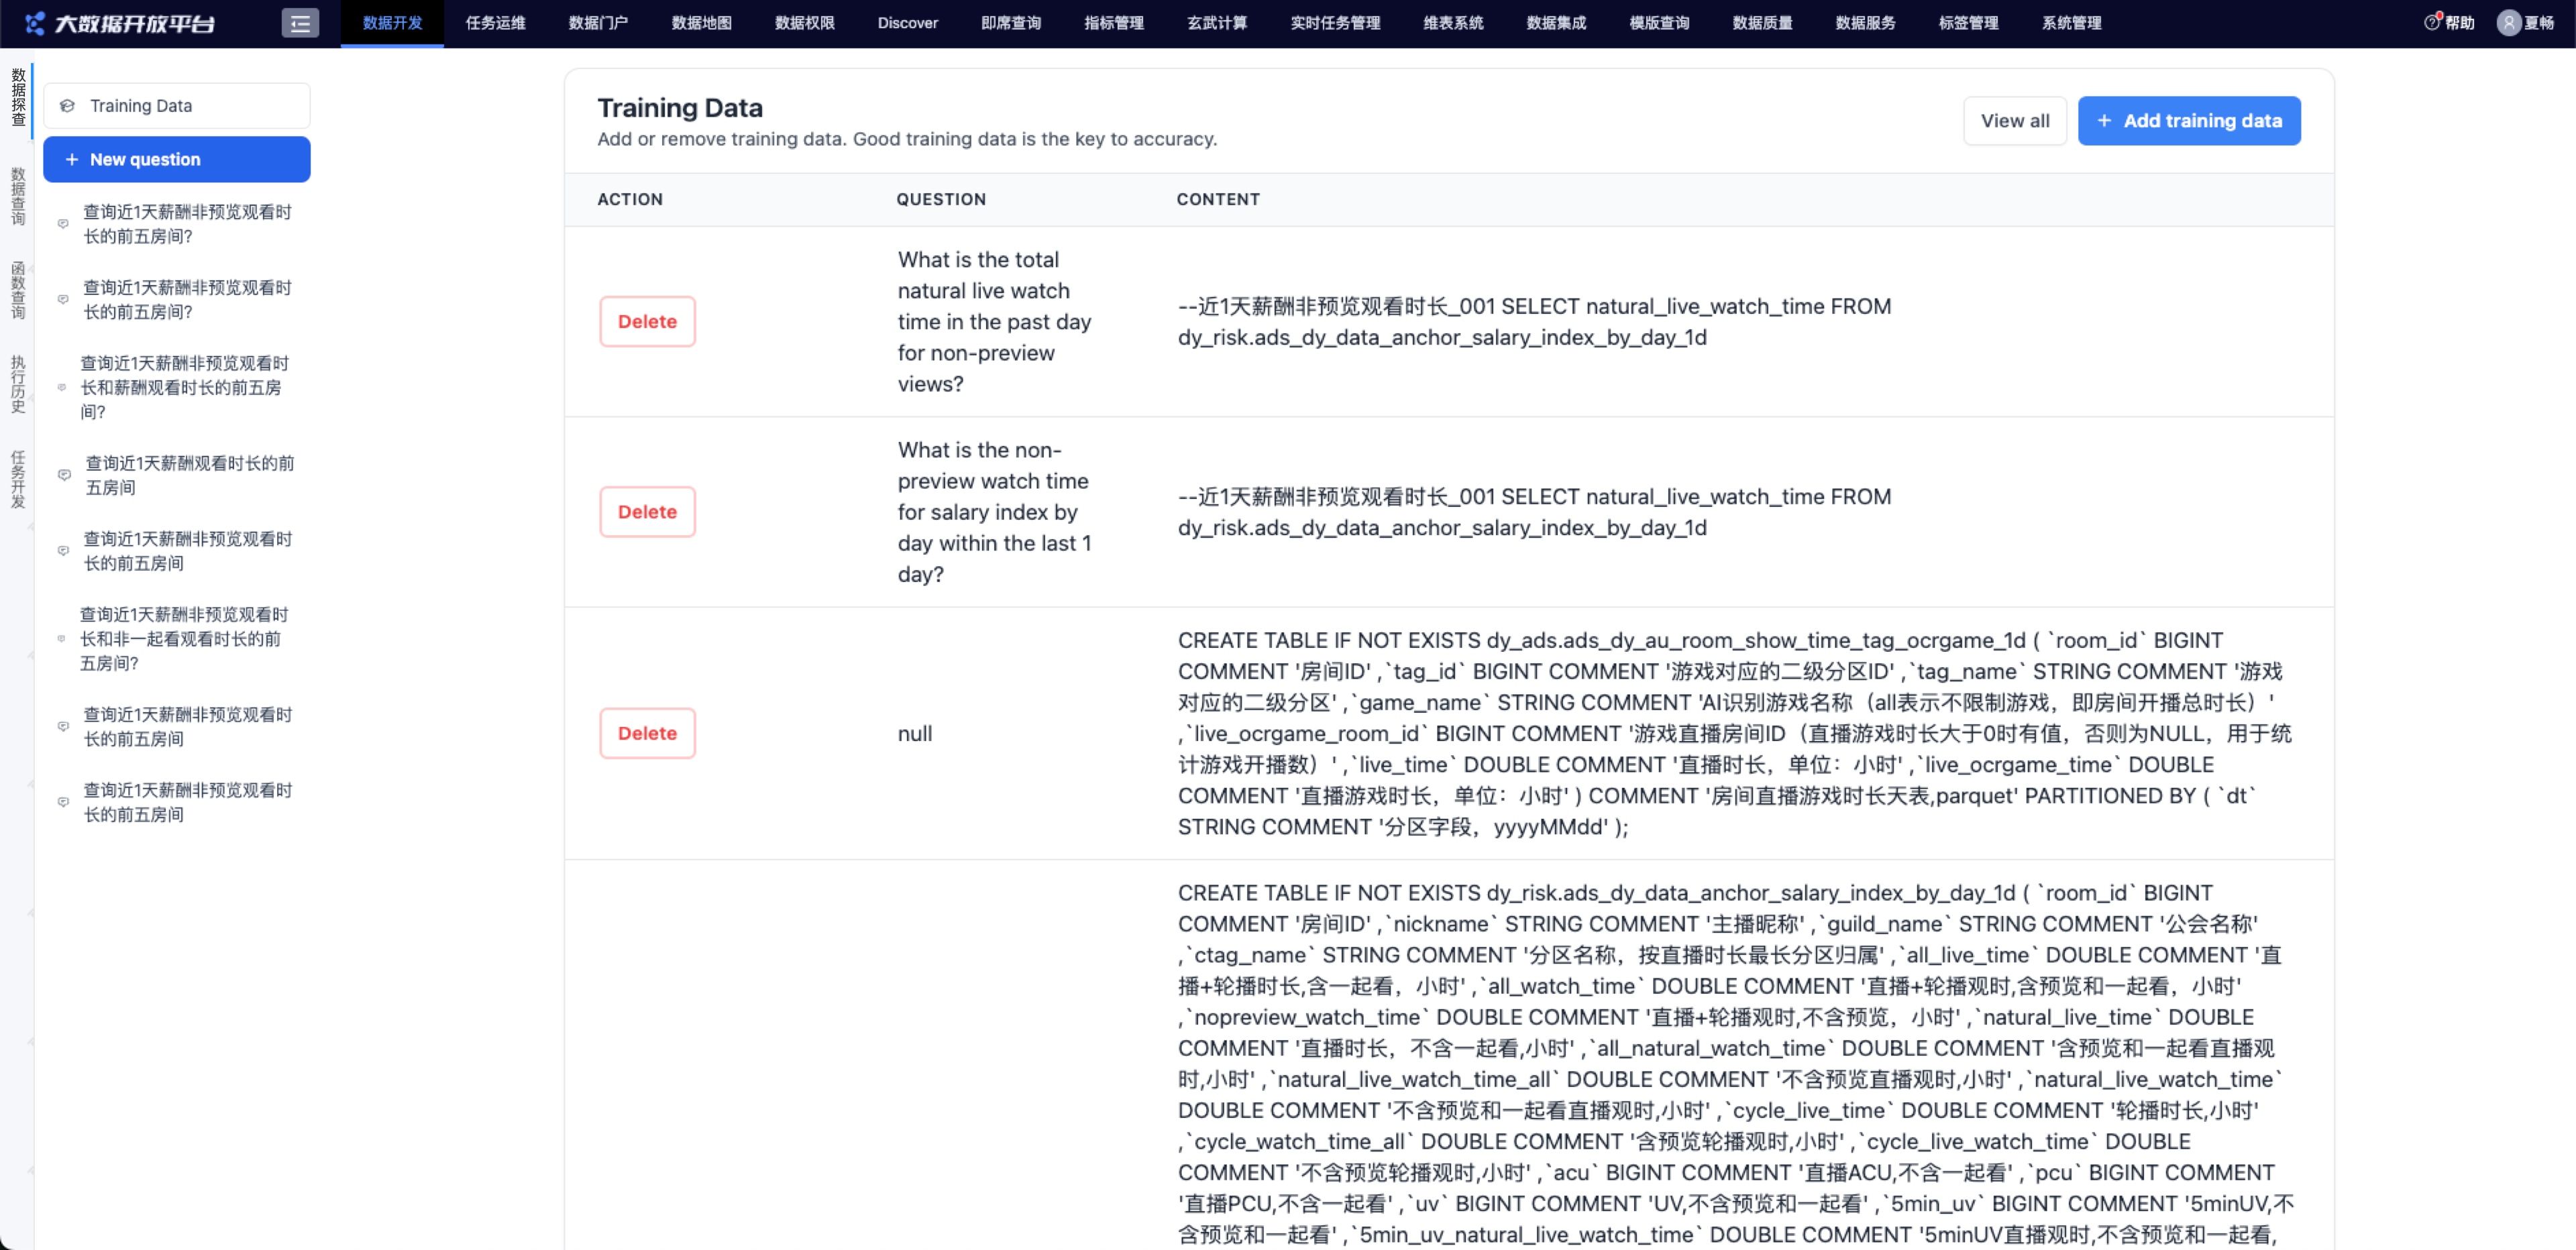 大数据开放平台
数据开发 任务运维 数据门户 数据地图 数据权限 Discover 即席查询 指标管理 玄武计算 实时任务管理 维表系统 数据集成 模版查询 数据质量 数据服务 标签管理 系统管理
帮助 夏畅
数据探查
数据查询
函数查询
执行历史
任务开发
Training Data
+ New question
查询近1天薪酬非预览观看时
长的前五房间?
查询近1天薪酬非预览观看时
长的前五房间?
查询近1天薪酬非预览观看时
长和薪酬观看时长的前五房
间?
查询近1天薪酬观看时长的前
五房间
查询近1天薪酬非预览观看时
长的前五房间
查询近1天薪酬非预览观看时
长和非一起看观看时长的前
五房间?
查询近1天薪酬非预览观看时
长的前五房间
查询近1天薪酬非预览观看时
长的前五房间
Training Data
Add or remove training data. Good training data is the key to accuracy.
View all
+ Add training data
ACTION QUESTION CONTENT
Delete
What is the total
natural live watch
time in the past day
for non-preview
views?
--近1天薪酬非预览观看时长_001 SELECT natural_live_watch_time FROM
dy_risk.ads_dy_data_anchor_salary_index_by_day_1d
Delete
What is the non-
preview watch time
for salary index by
day within the last 1
day?
--近1天薪酬非预览观看时长_001 SELECT natural_live_watch_time FROM
dy_risk.ads_dy_data_anchor_salary_index_by_day_1d
Delete
null
CREATE TABLE IF NOT EXISTS dy_ads.ads_dy_au_room_show_time_tag_ocrgame_1d ( `room_id` BIGINT
COMMENT '房间ID' ,`tag_id` BIGINT COMMENT '游戏对应的二级分区ID' ,`tag_name` STRING COMMENT '游戏
对应的二级分区' ,`game_name` STRING COMMENT 'AI识别游戏名称（all表示不限制游戏，即房间开播总时长）'
,`live_ocrgame_room_id` BIGINT COMMENT '游戏直播房间ID（直播游戏时长大于0时有值，否则为NULL，用于统
计游戏开播数）' ,`live_time` DOUBLE COMMENT '直播时长，单位：小时' ,`live_ocrgame_time` DOUBLE
COMMENT '直播游戏时长，单位：小时' ) COMMENT '房间直播游戏时长天表,parquet' PARTITIONED BY ( `dt`
STRING COMMENT '分区字段，yyyyMMdd' );
CREATE TABLE IF NOT EXISTS dy_risk.ads_dy_data_anchor_salary_index_by_day_1d ( `room_id` BIGINT
COMMENT '房间ID' ,`nickname` STRING COMMENT '主播昵称' ,`guild_name` STRING COMMENT '公会名称'
,`ctag_name` STRING COMMENT '分区名称，按直播时长最长分区归属' ,`all_live_time` DOUBLE COMMENT '直
播+轮播时长,含一起看，小时' ,`all_watch_time` DOUBLE COMMENT '直播+轮播观时,含预览和一起看，小时'
,`nopreview_watch_time` DOUBLE COMMENT '直播+轮播观时,不含预览，小时' ,`natural_live_time` DOUBLE
COMMENT '直播时长，不含一起看,小时' ,`all_natural_watch_time` DOUBLE COMMENT '含预览和一起看直播观
时,小时' ,`natural_live_watch_time_all` DOUBLE COMMENT '不含预览直播观时,小时' ,`natural_live_watch_time`
DOUBLE COMMENT '不含预览和一起看直播观时,小时' ,`cycle_live_time` DOUBLE COMMENT '轮播时长,小时'
,`cycle_watch_time_all` DOUBLE COMMENT '含预览轮播观时,小时' ,`cycle_live_watch_time` DOUBLE
COMMENT '不含预览轮播观时,小时' ,`acu` BIGINT COMMENT '直播ACU,不含一起看' ,`pcu` BIGINT COMMENT
'直播PCU,不含一起看' ,`uv` BIGINT COMMENT 'UV,不含预览和一起看' ,`5min_uv` BIGINT COMMENT '5minUV,不
含预览和一起看' ,`5min_uv_natural_live_watch_time` DOUBLE COMMENT '5minUV直播观时,不含预览和一起看,